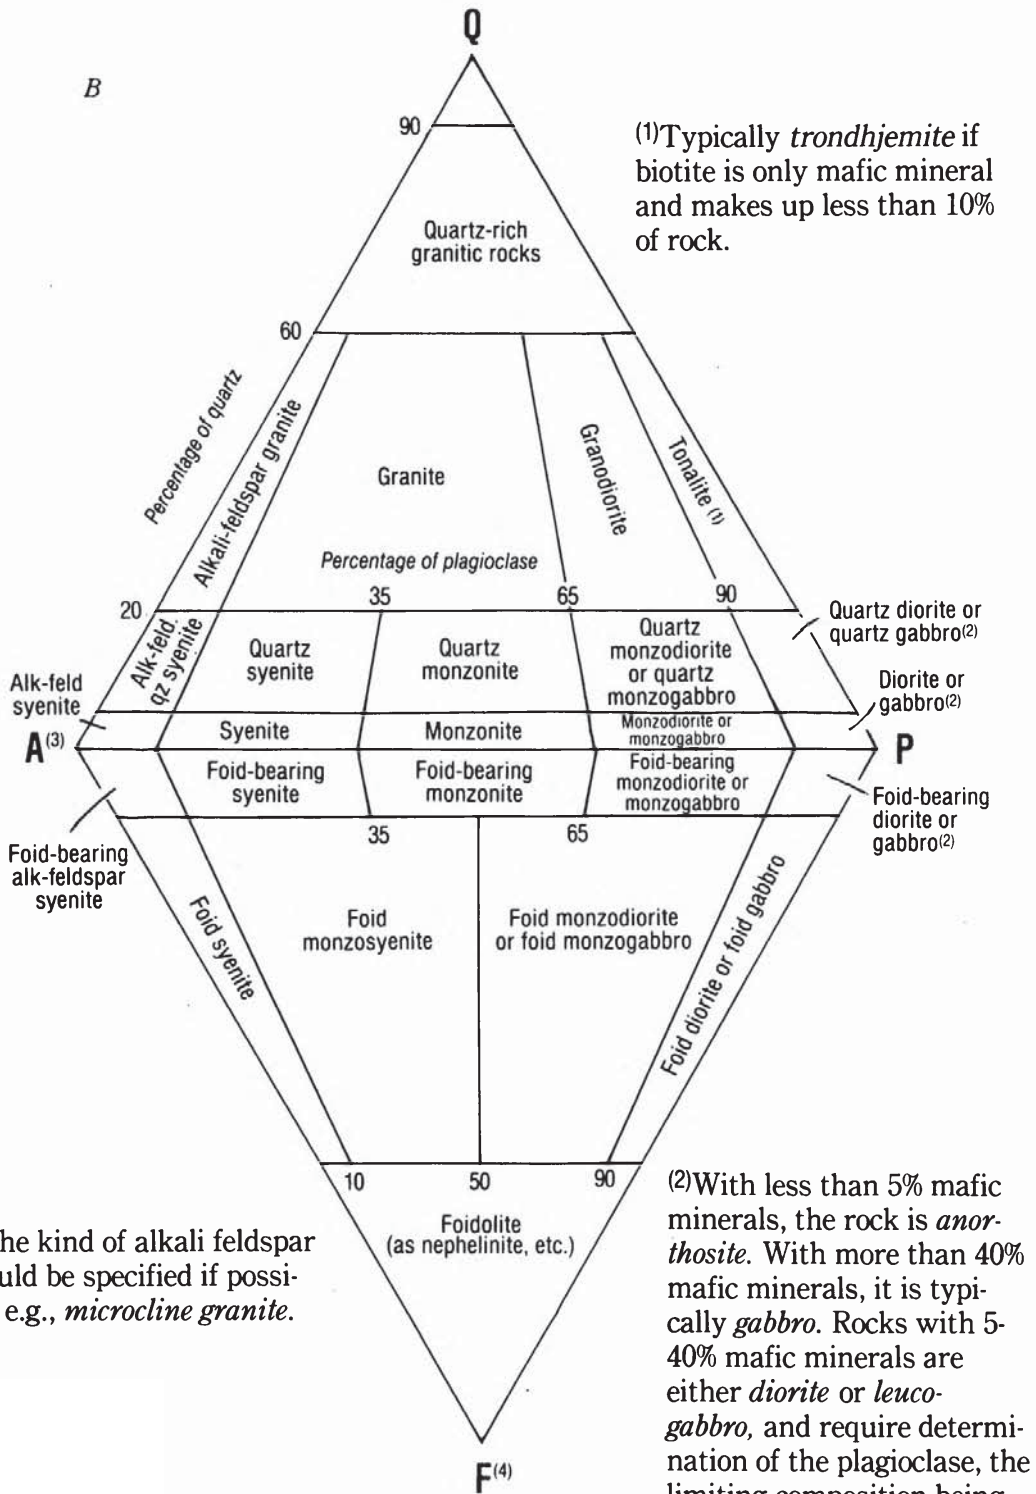 Q
B
90
(1)Typically trondhjemite if
biotite is only mafic mineral
and makes up less than 10%
of rock.
Quartz-rich
granitic rocks
60
Percentage of quartz
Alkali-feldspar granite
Granite
Granodiorite
Tonalite (1)
Percentage of plagioclase
20
35
65
90
Alk-feld.
qz syenite
Quartz
syenite
Quartz
monzonite
Quartz
monzodiorite
or quartz
monzogabbro
Quartz diorite or
quartz gabbro(2)
Alk-feld
syenite
Diorite or
gabbro(2)
A(3)
Syenite
Monzonite
Monzodiorite or
monzogabbro
P
Foid-bearing
syenite
Foid-bearing
monzonite
Foid-bearing
monzodiorite or
monzogabbro
Foid-bearing
diorite or
gabbro(2)
35
65
Foid-bearing
alk-feldspar
syenite
Foid syenite
Foid
monzosyenite
Foid monzodiorite
or foid monzogabbro
Foid diorite or foid gabbro
10
50
90
Foidolite
(as nephelinite, etc.)
he kind of alkali feldspar
uld be specified if possi-
e.g., microcline granite.
(2)With less than 5% mafic
minerals, the rock is anor-
thosite. With more than 40%
mafic minerals, it is typi-
cally gabbro. Rocks with 5-
40% mafic minerals are
either diorite or leuco-
gabbro, and require determi-
nation of the plagioclase, the
limiting composition being
F(4)